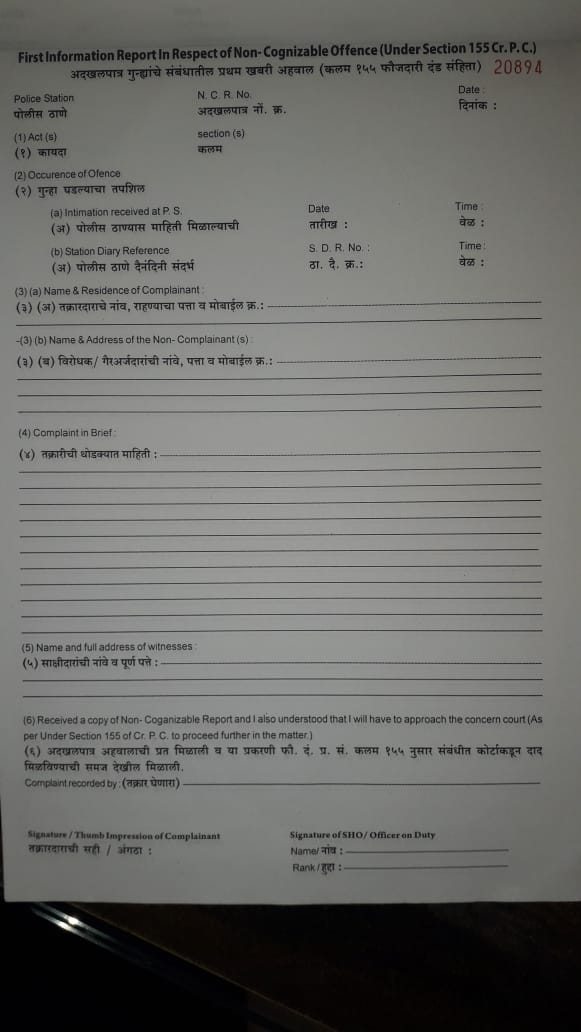 First Information Report In Respect of Non- Cognizable Offence (Under Section 155 Cr. P. C.)
अदखलपात्र गुन्ह्यांचे संबंधातील प्रथम खबरी अहवाल (कलम १५५ फौजदारी दंड संहिता) 20894
Police Station N. C. R. No. Date :
पोलीस ठाणे अदखलपात्र नों. क्र. दिनांक :
(1) Act (s) section (s)
(१) कायदा कलम
(2) Occurence of Ofence
(२) गुन्हा घडल्याचा तपशिल
(a) Intimation received at P. S. Date Time :
(अ) पोलीस ठाण्यास माहिती मिळाल्याची तारीख : वेळ :
(b) Station Diary Reference S. D. R. No. : Time :
(अ) पोलीस ठाणे दैनंदिनी संदर्भ ठा. दै. क्र.: वेळ :
(3) (a) Name & Residence of Complainant :
(३) (अ) तक्रारदाराचे नांव, राहण्याचा पत्ता व मोबाईल क्र.:
-(3) (b) Name & Address of the Non- Complainant (s) :
(३) (ब) विरोधक/ गैरअर्जदारांची नांवे, पत्ता व मोबाईल क्र.:
(4) Complaint in Brief :
(४) तक्रारीची थोडक्यात माहिती :
(5) Name and full address of witnesses :
(५) साक्षीदारांची नांवे व पूर्ण पत्ते :
(6) Received a copy of Non- Coganizable Report and I also understood that I will have to approach the concern court (As
per Under Section 155 of Cr. P. C. to proceed further in the matter.)
(६) अदखलपात्र अहवालाची प्रत मिळाली व या प्रकरणी फौ. दं. प्र. सं. कलम १५५ नुसार संबंधीत कोर्टाकडून दाद
मिळविण्याची समज देखील मिळाली.
Complaint recorded by : (तक्रार घेणारा)
Signature / Thumb Impression of Complainant Signature of SHO/ Officer on Duty
तक्रारदाराची सही / अंगठा : Name/ नांव :
Rank / हुद्दा :